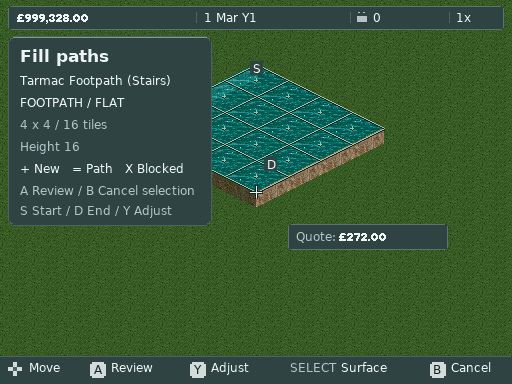 £999,328.00 1 Mar Y1 0 1x
Fill paths
Tarmac Footpath (Stairs)
FOOTPATH / FLAT
4 x 4 / 16 tiles
Height 16
+ New = Path X Blocked
A Review / B Cancel selection
S Start / D End / Y Adjust
S
D
Quote: £272.00
Move A Review Y Adjust SELECT Surface B Cancel